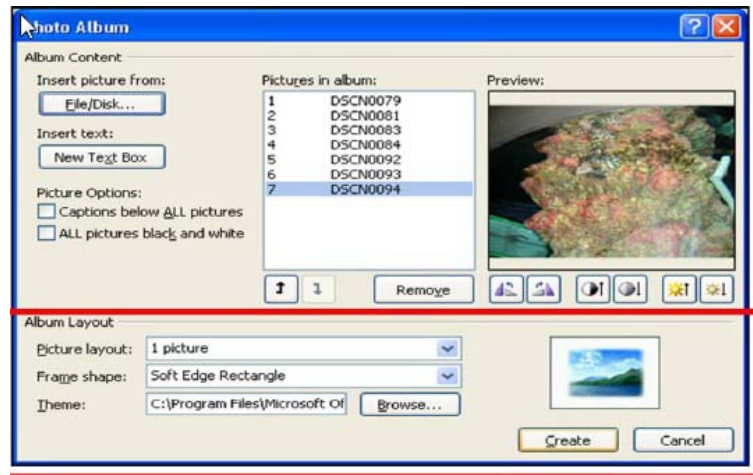 Photo Album
Album Content
Insert picture from:
File/Disk...
Insert text:
New Text Box
Picture Options:
Captions below ALL pictures
ALL pictures black and white
Pictures in album:
1 DSCN0079
2 DSCN0081
3 DSCN0083
4 DSCN0084
5 DSCN0092
6 DSCN0093
7 DSCN0094
Remove
Preview:
Album Layout
Picture layout: 1 picture
Frame shape: Soft Edge Rectangle
Theme: C:\Program Files\Microsoft Of Browse...
Create Cancel